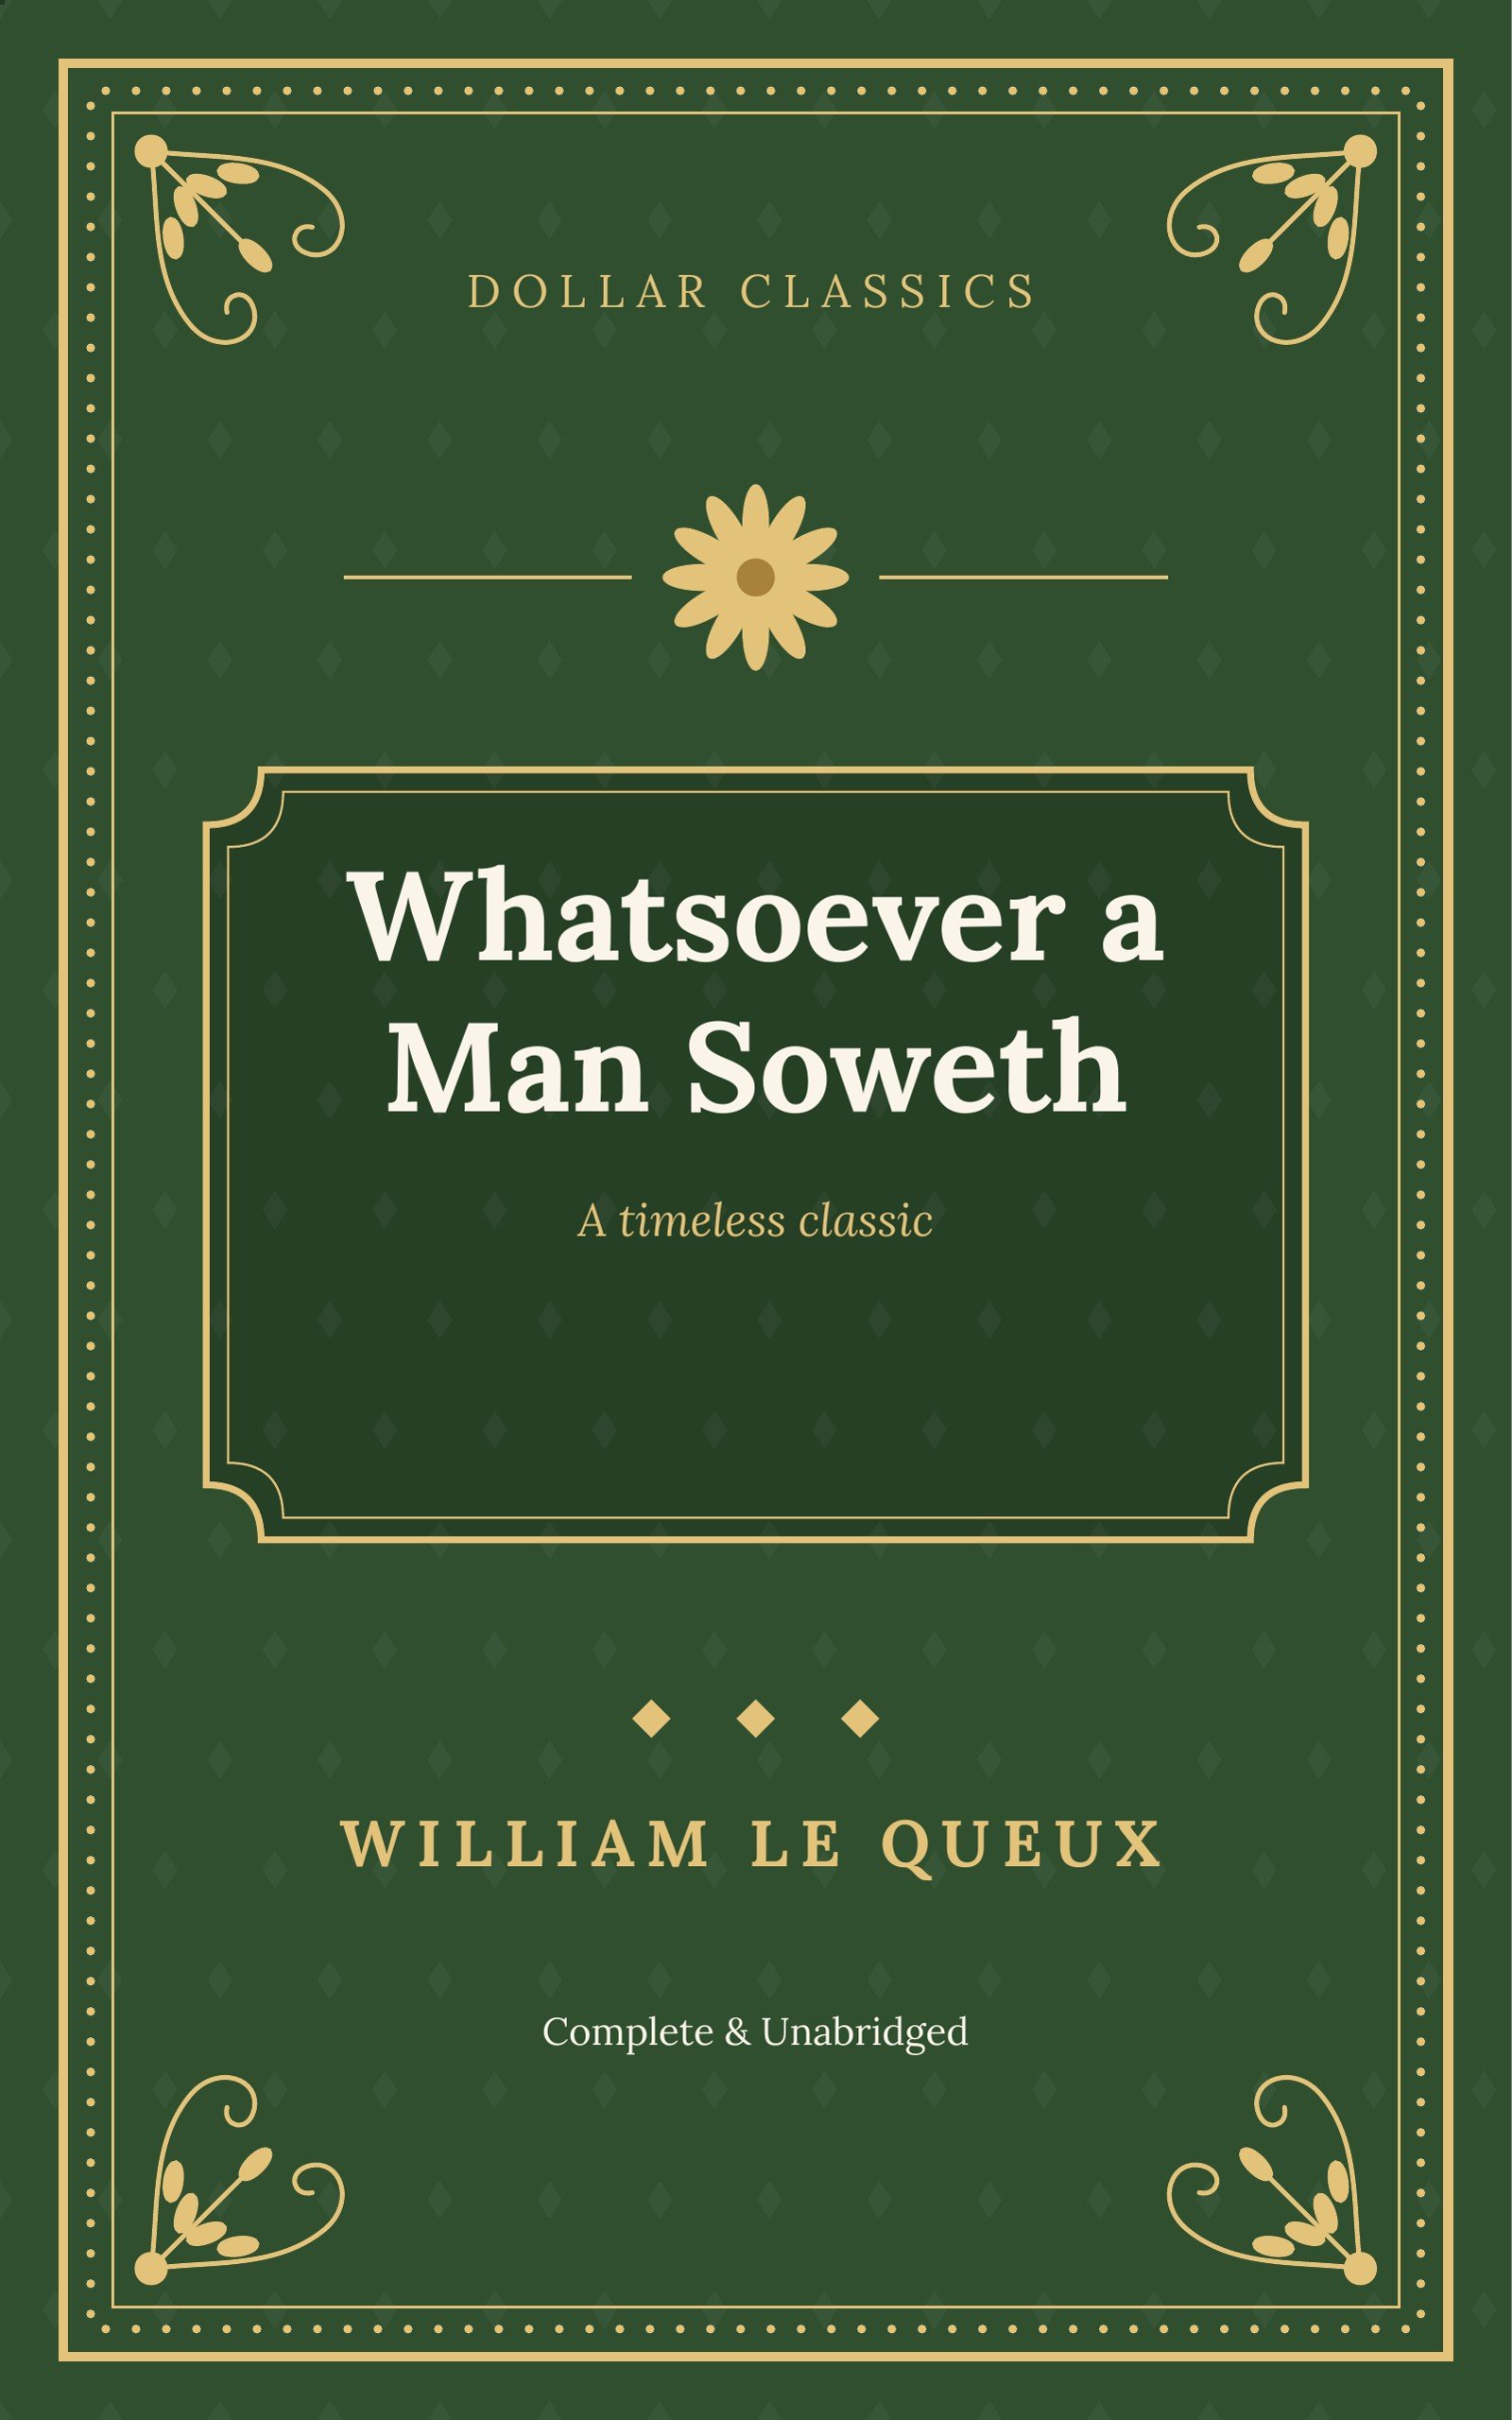 DOLLAR CLASSICS
Whatsoever a
Man Soweth
A timeless classic
WILLIAM LE QUEUX
Complete & Unabridged